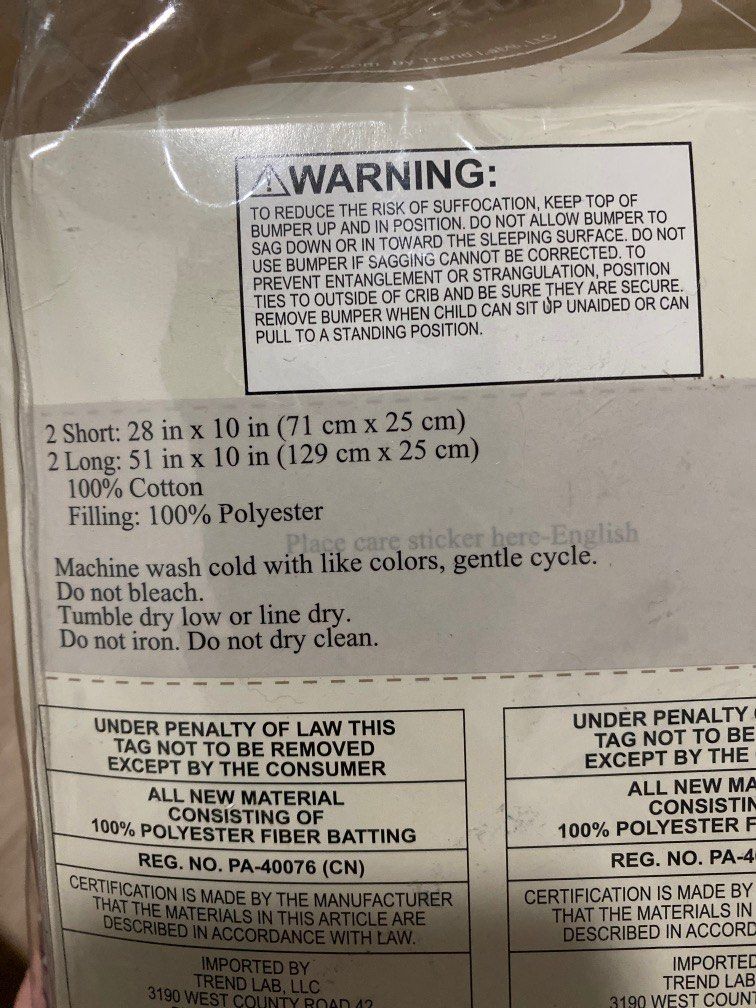 by Trend Lab, LLC
WARNING:
TO REDUCE THE RISK OF SUFFOCATION, KEEP TOP OF
BUMPER UP AND IN POSITION. DO NOT ALLOW BUMPER TO
SAG DOWN OR IN TOWARD THE SLEEPING SURFACE. DO NOT
USE BUMPER IF SAGGING CANNOT BE CORRECTED. TO
PREVENT ENTANGLEMENT OR STRANGULATION, POSITION
TIES TO OUTSIDE OF CRIB AND BE SURE THEY ARE SECURE.
REMOVE BUMPER WHEN CHILD CAN SIT UP UNAIDED OR CAN
PULL TO A STANDING POSITION.
2 Short: 28 in x 10 in (71 cm x 25 cm)
2 Long: 51 in x 10 in (129 cm x 25 cm)
100% Cotton
Filling: 100% Polyester
Place care sticker here-English
Machine wash cold with like colors, gentle cycle.
Do not bleach.
Tumble dry low or line dry.
Do not iron. Do not dry clean.
UNDER PENALTY OF LAW THIS
TAG NOT TO BE REMOVED
EXCEPT BY THE CONSUMER
ALL NEW MATERIAL
CONSISTING OF
100% POLYESTER FIBER BATTING
REG. NO. PA-40076 (CN)
CERTIFICATION IS MADE BY THE MANUFACTURER
THAT THE MATERIALS IN THIS ARTICLE ARE
DESCRIBED IN ACCORDANCE WITH LAW.
IMPORTED BY
TREND LAB, LLC
3190 WEST COUNTY ROAD 42
UNDER PENALTY
TAG NOT TO BE
EXCEPT BY THE
ALL NEW MA
CONSISTIN
100% POLYESTER F
REG. NO. PA-4
CERTIFICATION IS MADE BY
THAT THE MATERIALS IN
DESCRIBED IN ACCORD
IMPORTED
TREND LAB
3190 WEST COUN